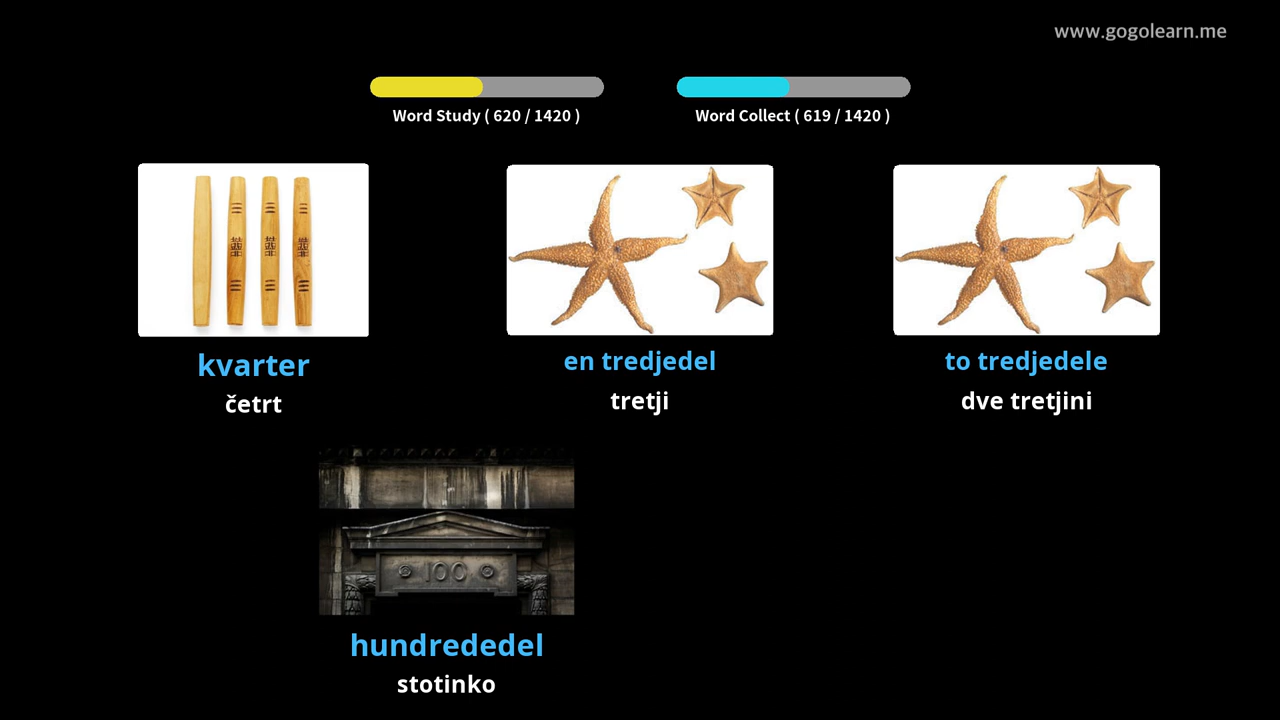 www.gogolearn.me
Word Study ( 620 / 1420 )
Word Collect ( 619 / 1420 )
kvarter
četrt
en tredjedel
tretji
to tredjedele
dve tretjini
100
hundrededel
stotinko